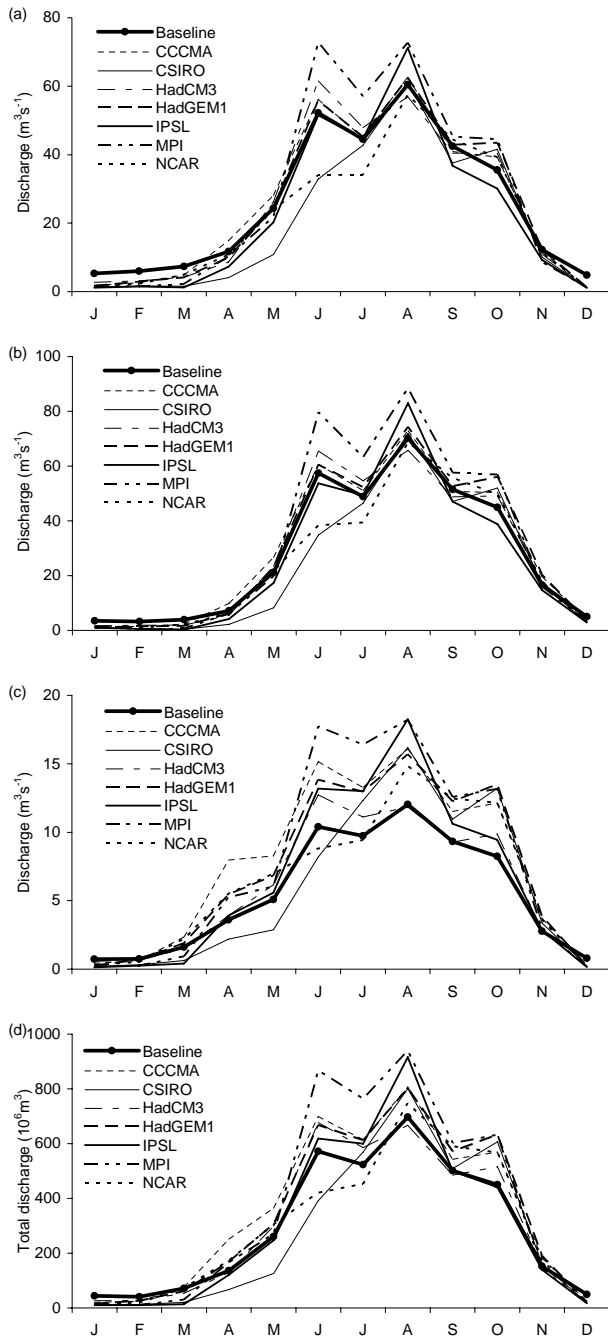 (a)
Discharge (m³s⁻¹)
80
60
40
20
0
Baseline
CCCMA
CSIRO
HadCM3
HadGEM1
IPSL
MPI
NCAR
J F M A M J J A S O N D
(b)
Discharge (m³s⁻¹)
100
80
60
40
20
0
Baseline
CCCMA
CSIRO
HadCM3
HadGEM1
IPSL
MPI
NCAR
J F M A M J J A S O N D
(c)
Discharge (m³s⁻¹)
20
15
10
5
0
Baseline
CCCMA
CSIRO
HadCM3
HadGEM1
IPSL
MPI
NCAR
J F M A M J J A S O N D
(d)
Total discharge (10⁶m³)
1000
800
600
400
200
0
Baseline
CCCMA
CSIRO
HadCM3
HadGEM1
IPSL
MPI
NCAR
J F M A M J J A S O N D